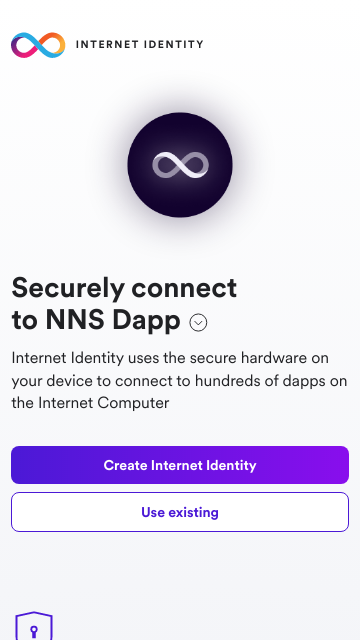 INTERNET IDENTITY
Securely connect
to NNS Dapp
Internet Identity uses the secure hardware on
your device to connect to hundreds of dapps on
the Internet Computer
Create Internet Identity
Use existing